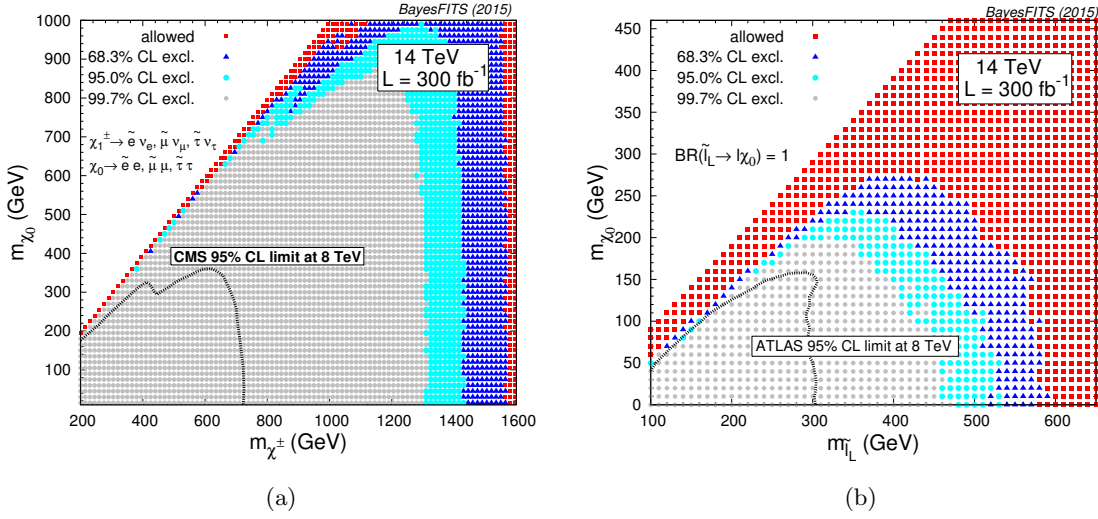 BayesFITS (2015)
allowed
68.3% CL excl.
95.0% CL excl.
99.7% CL excl.
14 TeV
L = 300 fb⁻¹
χ₁^± → ẽ νₑ, μ̃ ν_μ, τ̃ ν_τ
χ₀ → ẽ e, μ̃ μ, τ̃ τ
CMS 95% CL limit at 8 TeV
m_χ₀ (GeV)
1000
900
800
700
600
500
400
300
200
100
200 400 600 800 1000 1200 1400 1600
m_χ^± (GeV)
(a)
BayesFITS (2015)
allowed
68.3% CL excl.
95.0% CL excl.
99.7% CL excl.
14 TeV
L = 300 fb⁻¹
BR(l̃_L → lχ₀) = 1
ATLAS 95% CL limit at 8 TeV
m_χ₀ (GeV)
450
400
350
300
250
200
150
100
50
0
100 200 300 400 500 600
m_l̃_L (GeV)
(b)